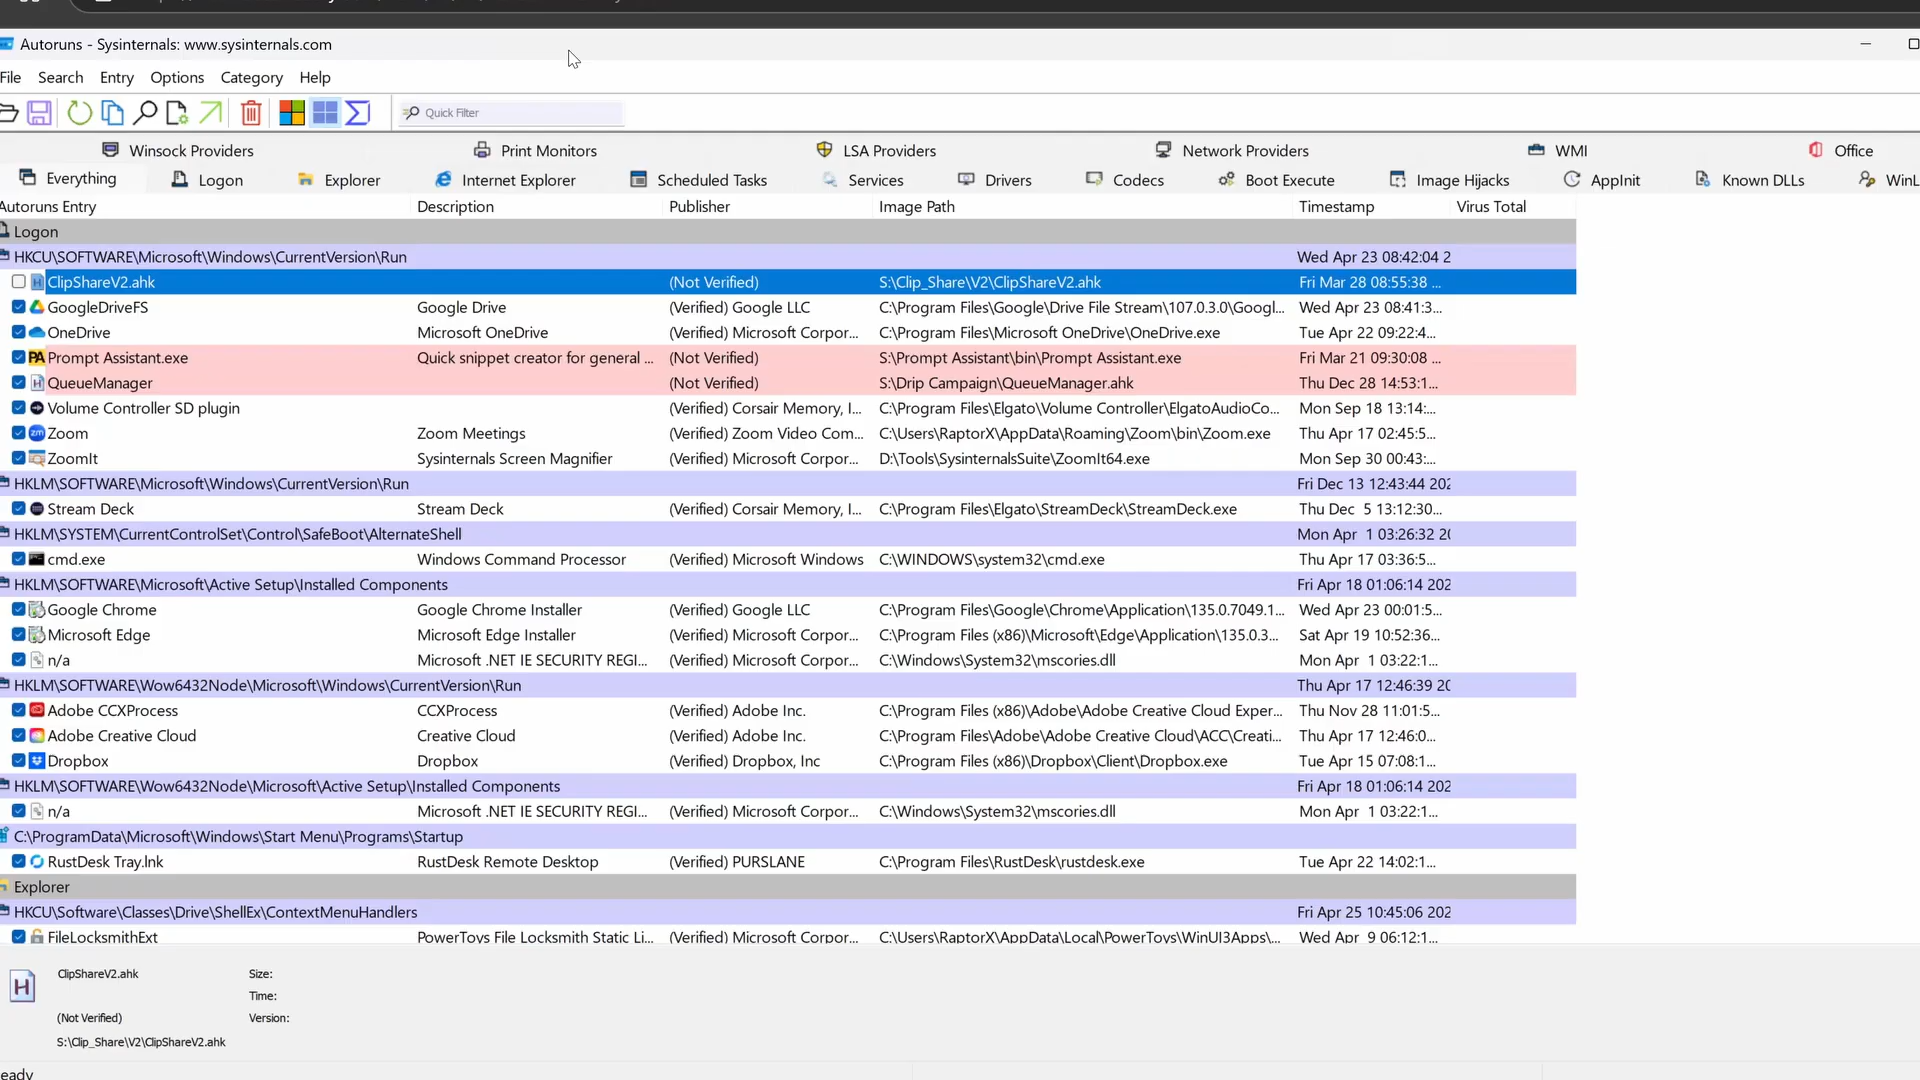 Autoruns - Sysinternals: www.sysinternals.com
File Search Entry Options Category Help
Quick Filter
Winsock Providers Print Monitors LSA Providers Network Providers WMI Office
Everything Logon Explorer Internet Explorer Scheduled Tasks Services Drivers Codecs Boot Execute Image Hijacks AppInit Known DLLs WinL
Autoruns Entry Description Publisher Image Path Timestamp Virus Total
Logon
HKCU\SOFTWARE\Microsoft\Windows\CurrentVersion\Run Wed Apr 23 08:42:04 2
ClipShareV2.ahk (Not Verified) S:\Clip_Share\V2\ClipShareV2.ahk Fri Mar 28 08:55:38 ...
GoogleDriveFS Google Drive (Verified) Google LLC C:\Program Files\Google\Drive File Stream\107.0.3.0\Googl... Wed Apr 23 08:41:3...
OneDrive Microsoft OneDrive (Verified) Microsoft Corpor... C:\Program Files\Microsoft OneDrive\OneDrive.exe Tue Apr 22 09:22:4...
PA Prompt Assistant.exe Quick snippet creator for general ... (Not Verified) S:\Prompt Assistant\bin\Prompt Assistant.exe Fri Mar 21 09:30:08 ...
QueueManager (Not Verified) S:\Drip Campaign\QueueManager.ahk Thu Dec 28 14:53:1...
Volume Controller SD plugin (Verified) Corsair Memory, I... C:\Program Files\Elgato\Volume Controller\ElgatoAudioCo... Mon Sep 18 13:14:...
zm Zoom Zoom Meetings (Verified) Zoom Video Com... C:\Users\RaptorX\AppData\Roaming\Zoom\bin\Zoom.exe Thu Apr 17 02:45:5...
ZoomIt Sysinternals Screen Magnifier (Verified) Microsoft Corpor... D:\Tools\SysinternalsSuite\ZoomIt64.exe Mon Sep 30 00:43:...
HKLM\SOFTWARE\Microsoft\Windows\CurrentVersion\Run Fri Dec 13 12:43:44 202
Stream Deck Stream Deck (Verified) Corsair Memory, I... C:\Program Files\Elgato\StreamDeck\StreamDeck.exe Thu Dec 5 13:12:30...
HKLM\SYSTEM\CurrentControlSet\Control\SafeBoot\AlternateShell Mon Apr 1 03:26:32 20
cmd.exe Windows Command Processor (Verified) Microsoft Windows C:\WINDOWS\system32\cmd.exe Thu Apr 17 03:36:5...
HKLM\SOFTWARE\Microsoft\Active Setup\Installed Components Fri Apr 18 01:06:14 202
Google Chrome Google Chrome Installer (Verified) Google LLC C:\Program Files\Google\Chrome\Application\135.0.7049.1... Wed Apr 23 00:01:5...
Microsoft Edge Microsoft Edge Installer (Verified) Microsoft Corpor... C:\Program Files (x86)\Microsoft\Edge\Application\135.0.3... Sat Apr 19 10:52:36...
n/a Microsoft .NET IE SECURITY REGI... (Verified) Microsoft Corpor... C:\Windows\System32\mscories.dll Mon Apr 1 03:22:1...
HKLM\SOFTWARE\Wow6432Node\Microsoft\Windows\CurrentVersion\Run Thu Apr 17 12:46:39 20
Adobe CCXProcess CCXProcess (Verified) Adobe Inc. C:\Program Files (x86)\Adobe\Adobe Creative Cloud Exper... Thu Nov 28 11:01:5...
Adobe Creative Cloud Creative Cloud (Verified) Adobe Inc. C:\Program Files\Adobe\Adobe Creative Cloud\ACC\Creati... Thu Apr 17 12:46:0...
Dropbox Dropbox (Verified) Dropbox, Inc C:\Program Files (x86)\Dropbox\Client\Dropbox.exe Tue Apr 15 07:08:1...
HKLM\SOFTWARE\Wow6432Node\Microsoft\Active Setup\Installed Components Fri Apr 18 01:06:14 202
n/a Microsoft .NET IE SECURITY REGI... (Verified) Microsoft Corpor... C:\Windows\System32\mscories.dll Mon Apr 1 03:22:1...
C:\ProgramData\Microsoft\Windows\Start Menu\Programs\Startup
RustDesk Tray.lnk RustDesk Remote Desktop (Verified) PURSLANE C:\Program Files\RustDesk\rustdesk.exe Tue Apr 22 14:02:1...
Explorer
HKCU\Software\Classes\Drive\ShellEx\ContextMenuHandlers Fri Apr 25 10:45:06 202
FileLocksmithExt PowerToys File Locksmith Static Li... (Verified) Microsoft Corpor... C:\Users\RaptorX\AppData\Local\PowerToys\WinUI3Apps\... Wed Apr 9 06:12:1...
H ClipShareV2.ahk Size:
Time:
(Not Verified) Version:
S:\Clip_Share\V2\ClipShareV2.ahk
eady